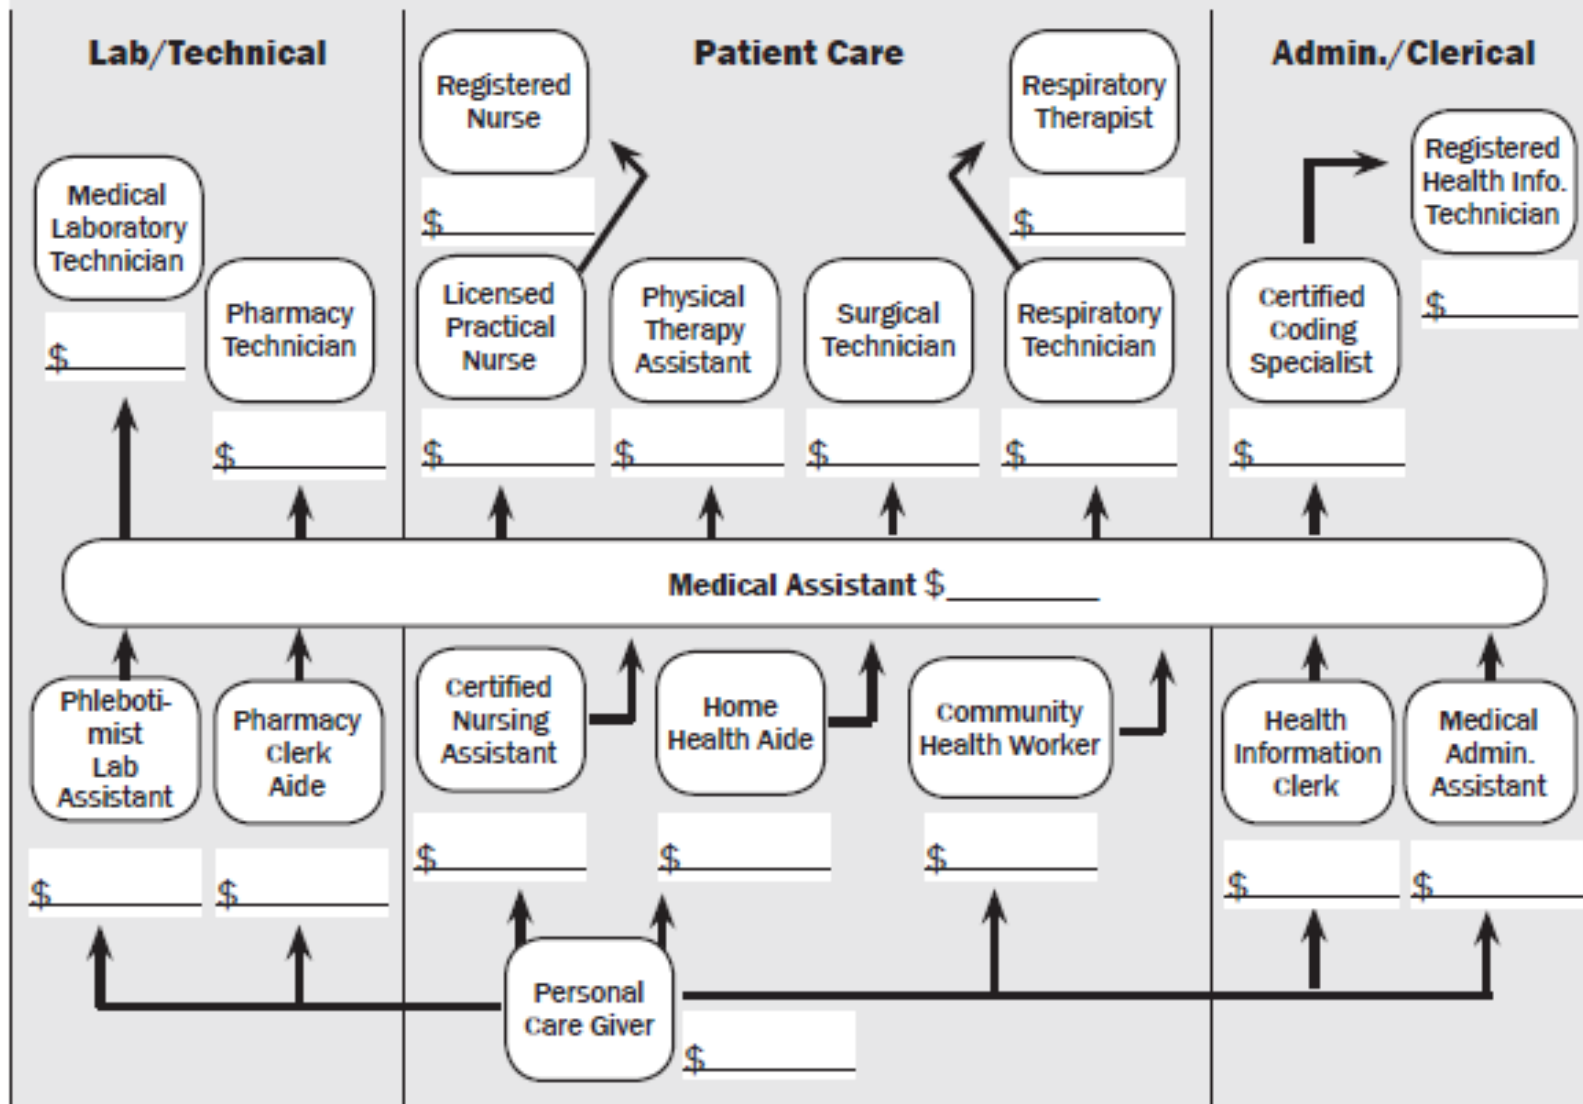 Lab/Technical
Patient Care
Admin./Clerical
Registered
Nurse
$
Respiratory
Therapist
$
Registered
Health Info.
Technician
$
Medical
Laboratory
Technician
$
Pharmacy
Technician
$
Licensed
Practical
Nurse
$
Physical
Therapy
Assistant
$
Surgical
Technician
$
Respiratory
Technician
$
Certified
Coding
Specialist
$
Medical Assistant $
Phleboti-
mist
Lab
Assistant
$
Pharmacy
Clerk
Aide
$
Certified
Nursing
Assistant
$
Home
Health Aide
$
Community
Health Worker
$
Health
Information
Clerk
$
Medical
Admin.
Assistant
$
Personal
Care Giver
$